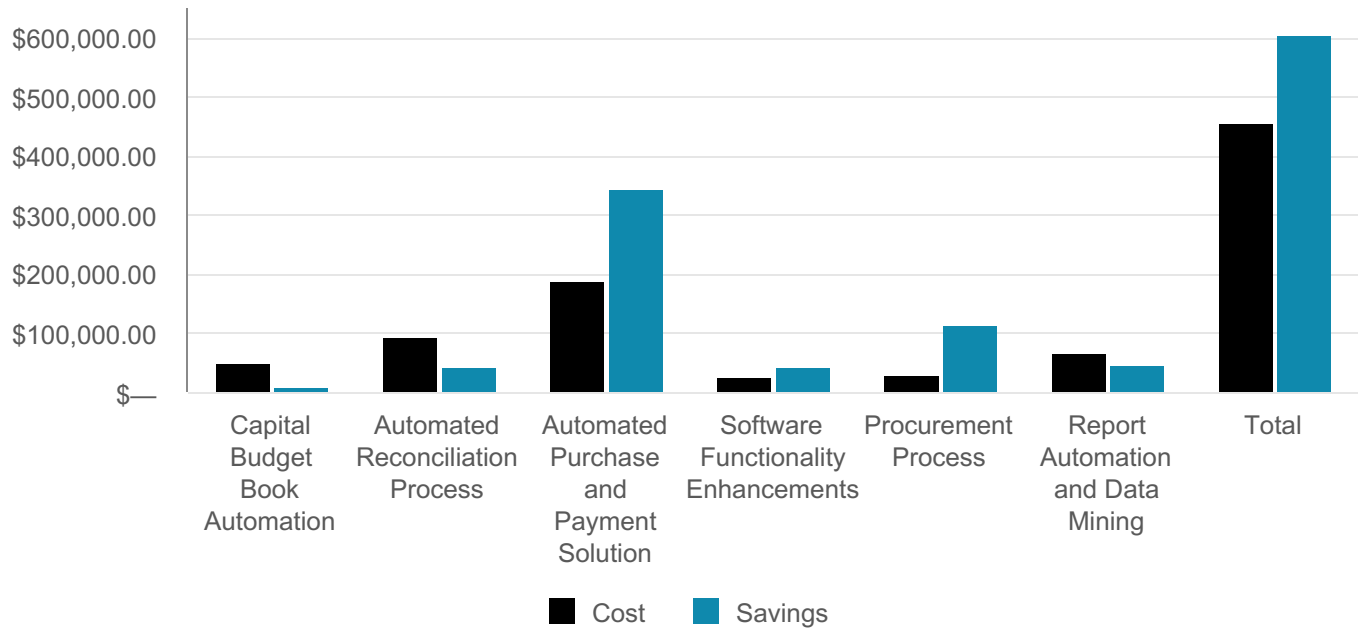 $600,000.00
$500,000.00
$400,000.00
$300,000.00
$200,000.00
$100,000.00
$—
Capital
Budget
Book
Automation
Automated
Reconciliation
Process
Automated
Purchase
and
Payment
Solution
Software
Functionality
Enhancements
Procurement
Process
Report
Automation
and Data
Mining
Total
Cost
Savings